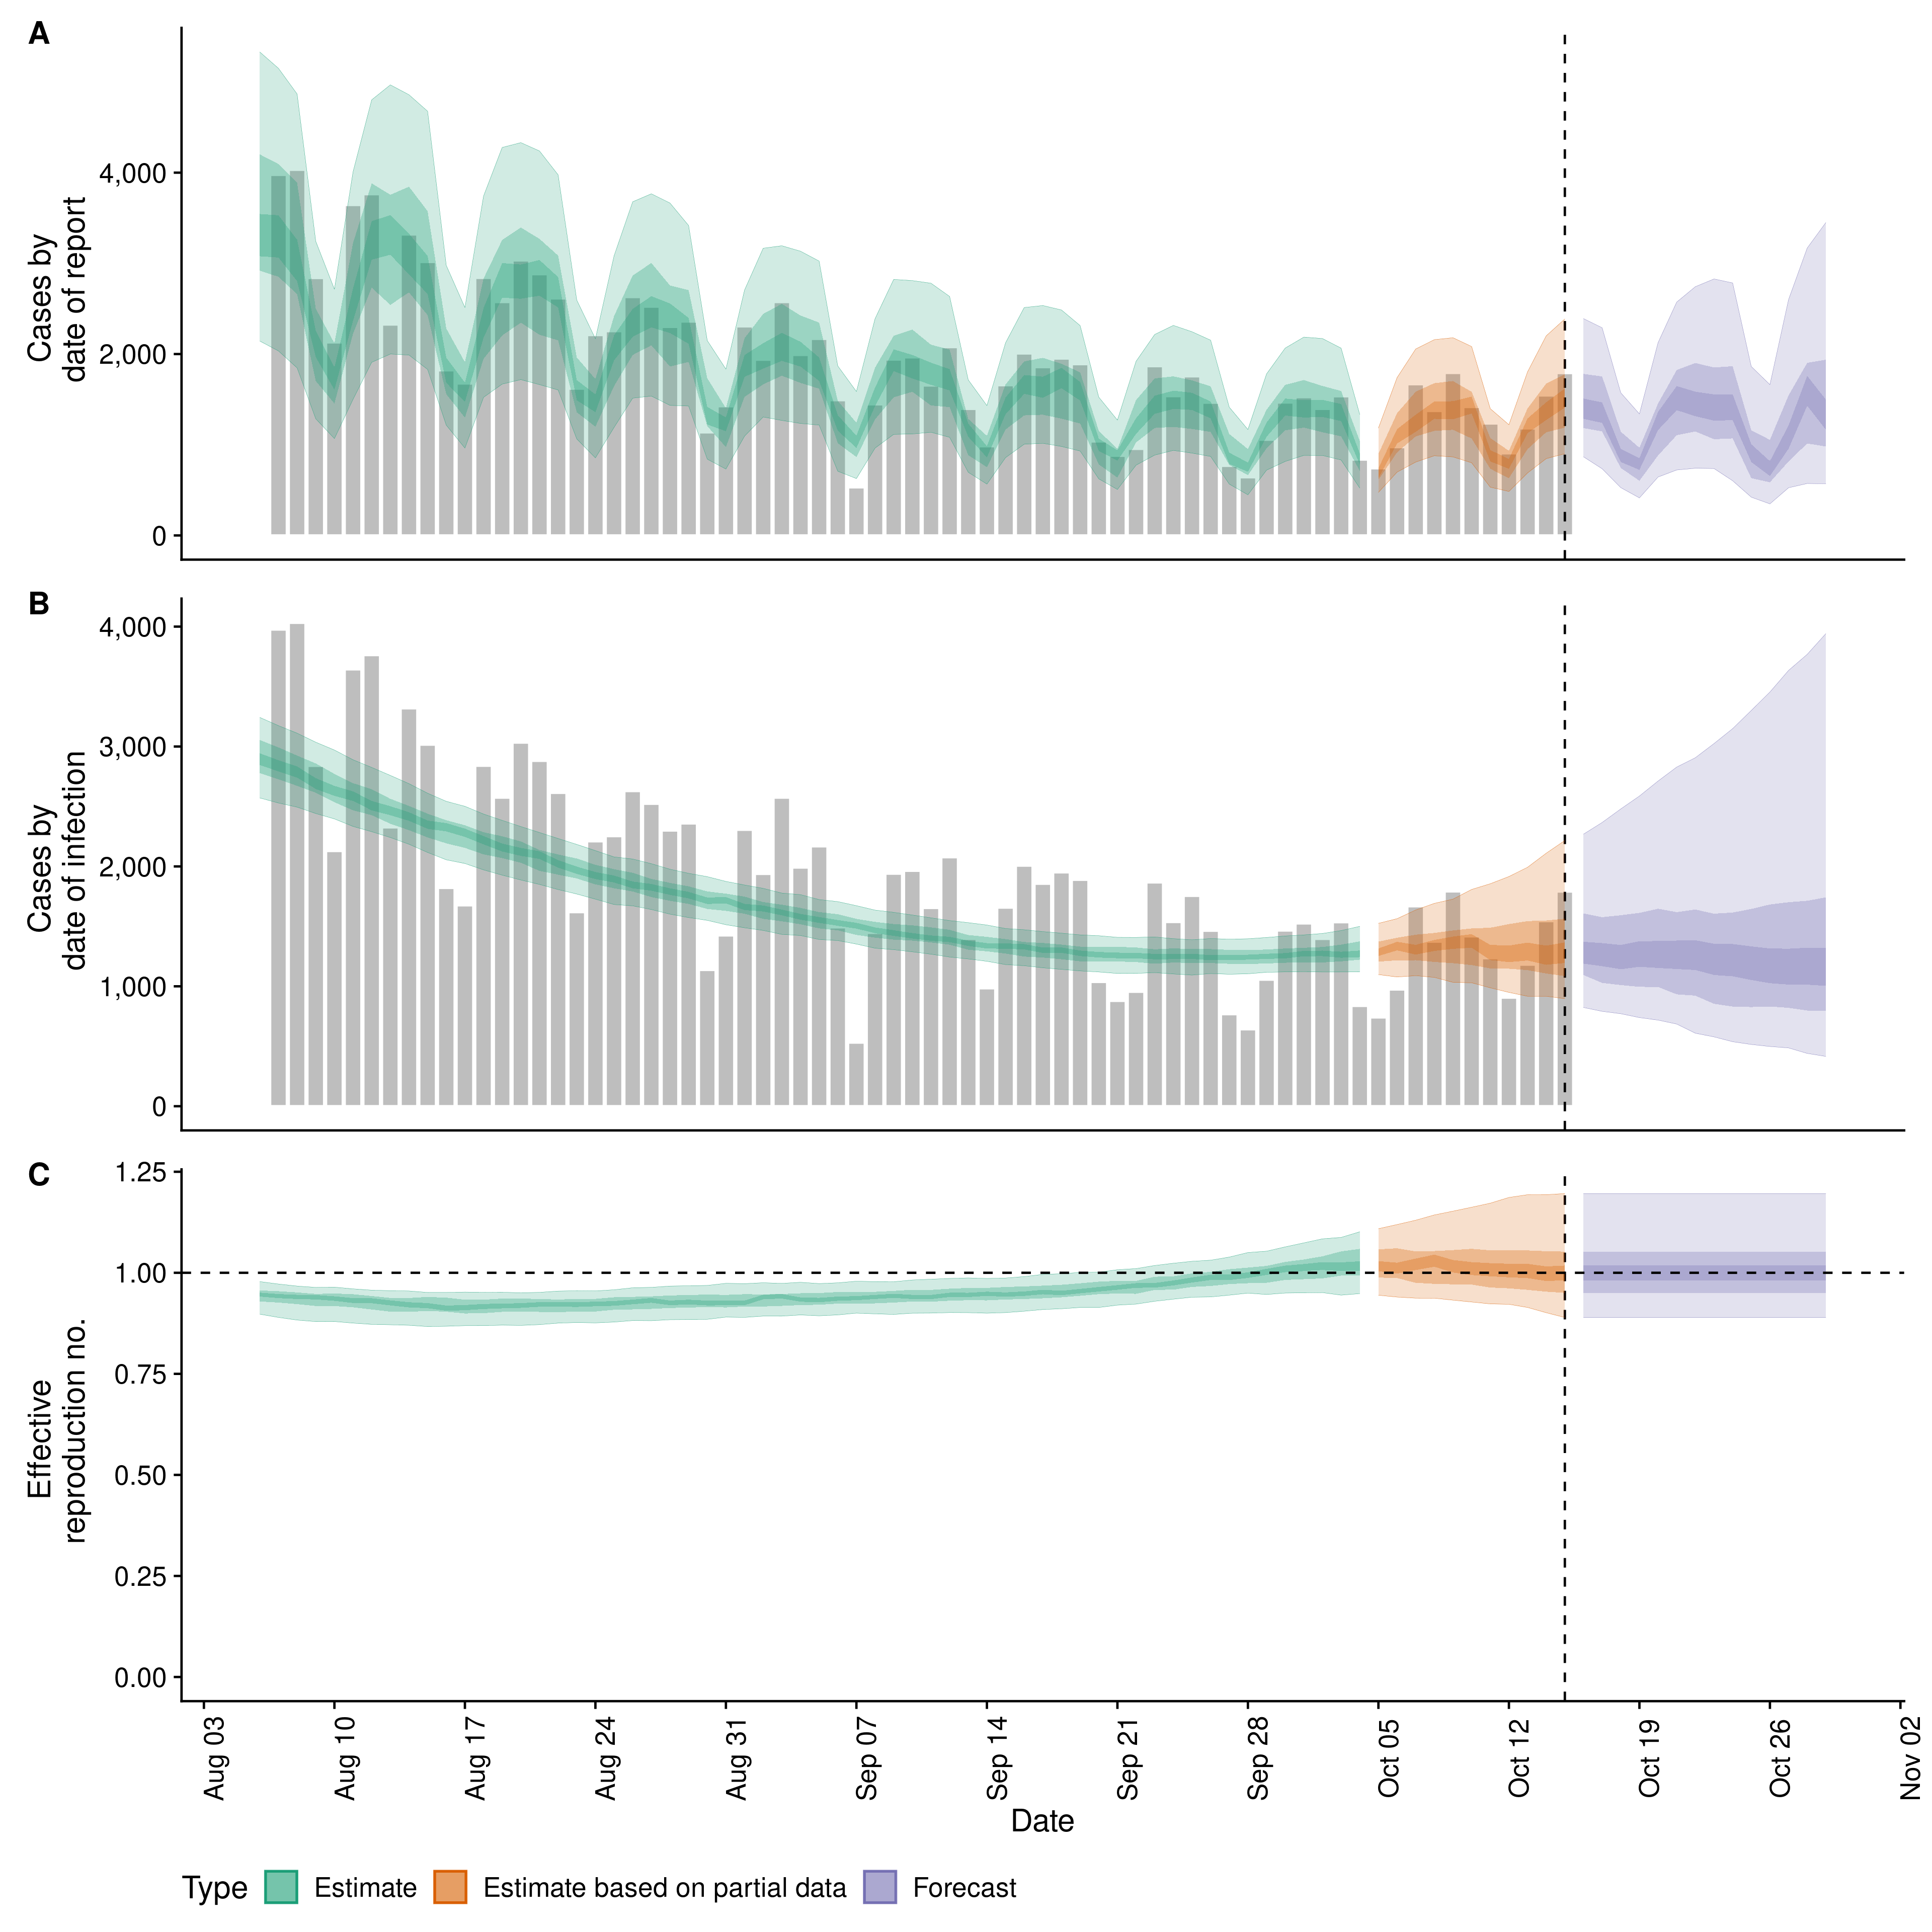 A
Cases by
date of report
4,000
2,000
0
B
Cases by
date of infection
4,000
3,000
2,000
1,000
0
C
Effective
reproduction no.
1.25
1.00
0.75
0.50
0.25
0.00
Aug 03
Aug 10
Aug 17
Aug 24
Aug 31
Sep 07
Sep 14
Sep 21
Sep 28
Oct 05
Oct 12
Oct 19
Oct 26
Nov 02
Date
Type Estimate Estimate based on partial data Forecast